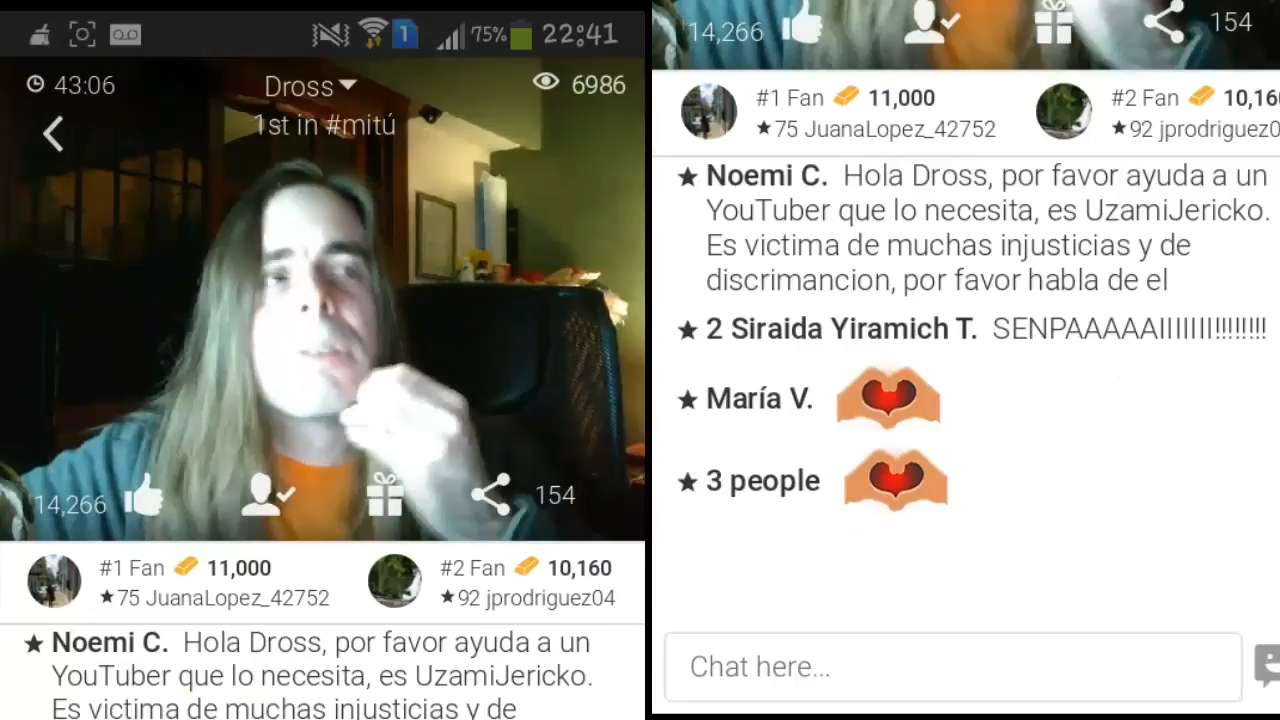 75% 22:41
43:06 Dross 6986
1st in #mitú
14,266 154
#1 Fan 11,000 #2 Fan 10,160
★75 JuanaLopez_42752 ★92 jprodriguez04
★ Noemi C. Hola Dross, por favor ayuda a un
YouTuber que lo necesita, es UzamiJericko.
Es victima de muchas injusticias y de
14,266 154
#1 Fan 11,000 #2 Fan 10,160
★75 JuanaLopez_42752 ★92 jprodriguez0
★ Noemi C. Hola Dross, por favor ayuda a un
YouTuber que lo necesita, es UzamiJericko.
Es victima de muchas injusticias y de
discrimancion, por favor habla de el
★ 2 Siraida Yiramich T. SENPAAAAAIIIIIII!!!!!!!!
★ María V.
★ 3 people
Chat here...